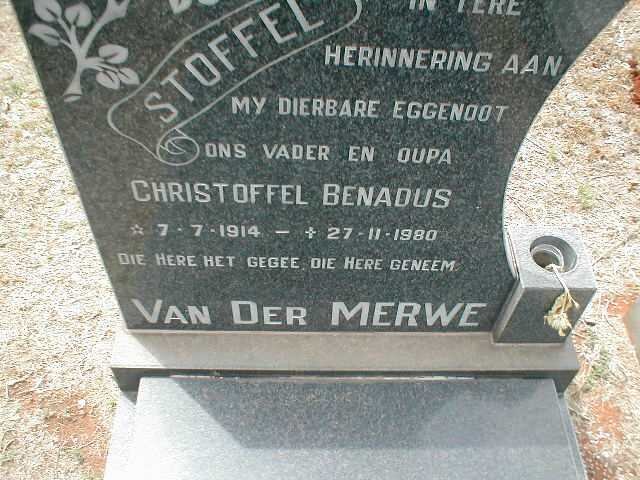 IN TERE
STOFFEL
HERINNERING AAN
MY DIERBARE EGGENOOT
ONS VADER EN OUPA
CHRISTOFFEL BENADUS
☆ 7-7-1914 - ✝ 27-11-1980
DIE HERE HET GEGEE, DIE HERE GENEEM
VAN DER MERWE